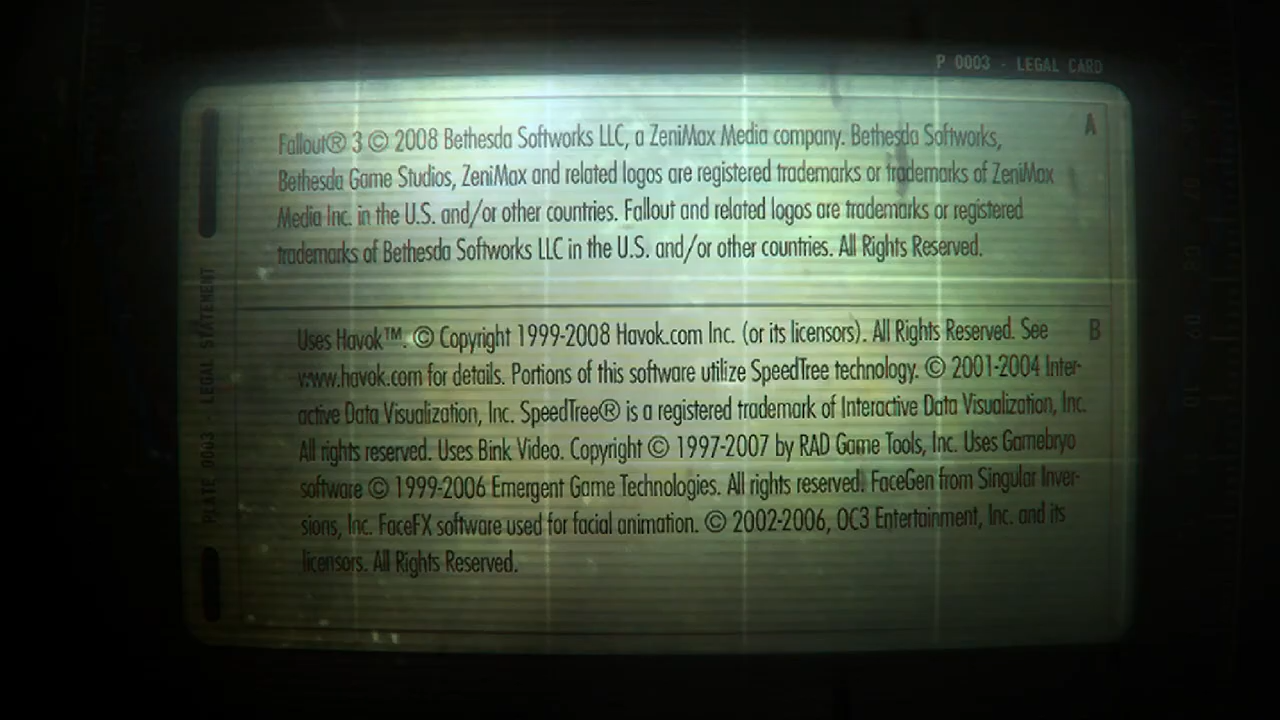 P 0003 - LEGAL CARD
A
Fallout® 3 © 2008 Bethesda Softworks LLC, a ZeniMax Media company. Bethesda Softworks,
Bethesda Game Studios, ZeniMax and related logos are registered trademarks or trademarks of ZeniMax
Media Inc. in the U.S. and/or other countries. Fallout and related logos are trademarks or registered
trademarks of Bethesda Softworks LLC in the U.S. and/or other countries. All Rights Reserved.
PLATE 0003 - LEGAL STATEMENT
B
Uses Havok™. © Copyright 1999-2008 Havok.com Inc. (or its licensors). All Rights Reserved. See
www.havok.com for details. Portions of this software utilize SpeedTree technology. © 2001-2004 Inter-
active Data Visualization, Inc. SpeedTree® is a registered trademark of Interactive Data Visualization, Inc.
All rights reserved. Uses Bink Video. Copyright © 1997-2007 by RAD Game Tools, Inc. Uses Gamebryo
software © 1999-2006 Emergent Game Technologies. All rights reserved. FaceGen from Singular Inver-
sions, Inc. FaceFX software used for facial animation. © 2002-2006, OC3 Entertainment, Inc. and its
licensors. All Rights Reserved.